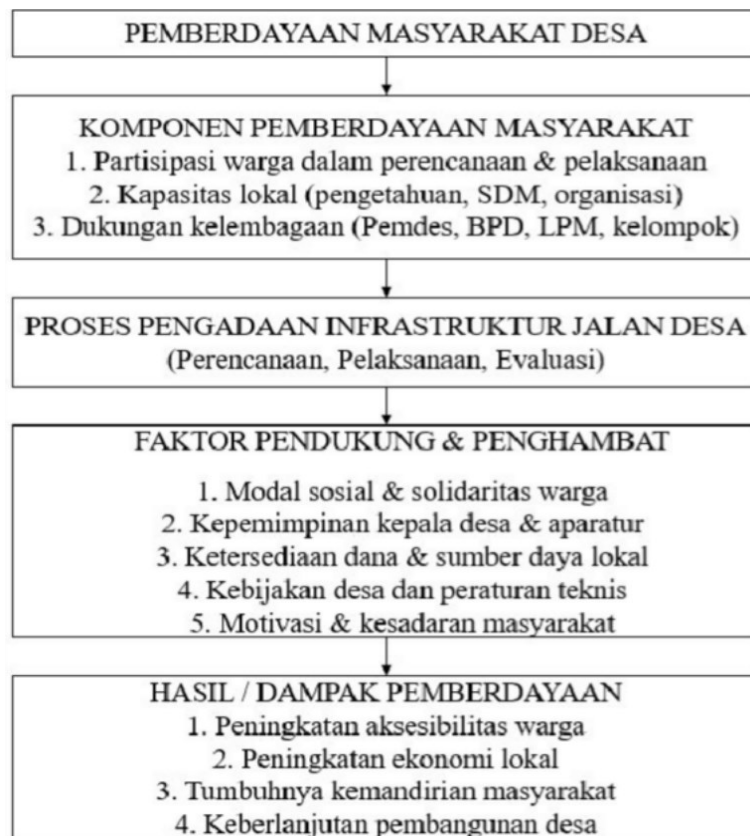 PEMBERDAYAAN MASYARAKAT DESA
KOMPONEN PEMBERDAYAAN MASYARAKAT
1. Partisipasi warga dalam perencanaan & pelaksanaan
2. Kapasitas lokal (pengetahuan, SDM, organisasi)
3. Dukungan kelembagaan (Pemdes, BPD, LPM, kelompok)
PROSES PENGADAAN INFRASTRUKTUR JALAN DESA
(Perencanaan, Pelaksanaan, Evaluasi)
FAKTOR PENDUKUNG & PENGHAMBAT
1. Modal sosial & solidaritas warga
2. Kepemimpinan kepala desa & aparatur
3. Ketersediaan dana & sumber daya lokal
4. Kebijakan desa dan peraturan teknis
5. Motivasi & kesadaran masyarakat
HASIL / DAMPAK PEMBERDAYAAN
1. Peningkatan aksesibilitas warga
2. Peningkatan ekonomi lokal
3. Tumbuhnya kemandirian masyarakat
4. Keberlanjutan pembangunan desa